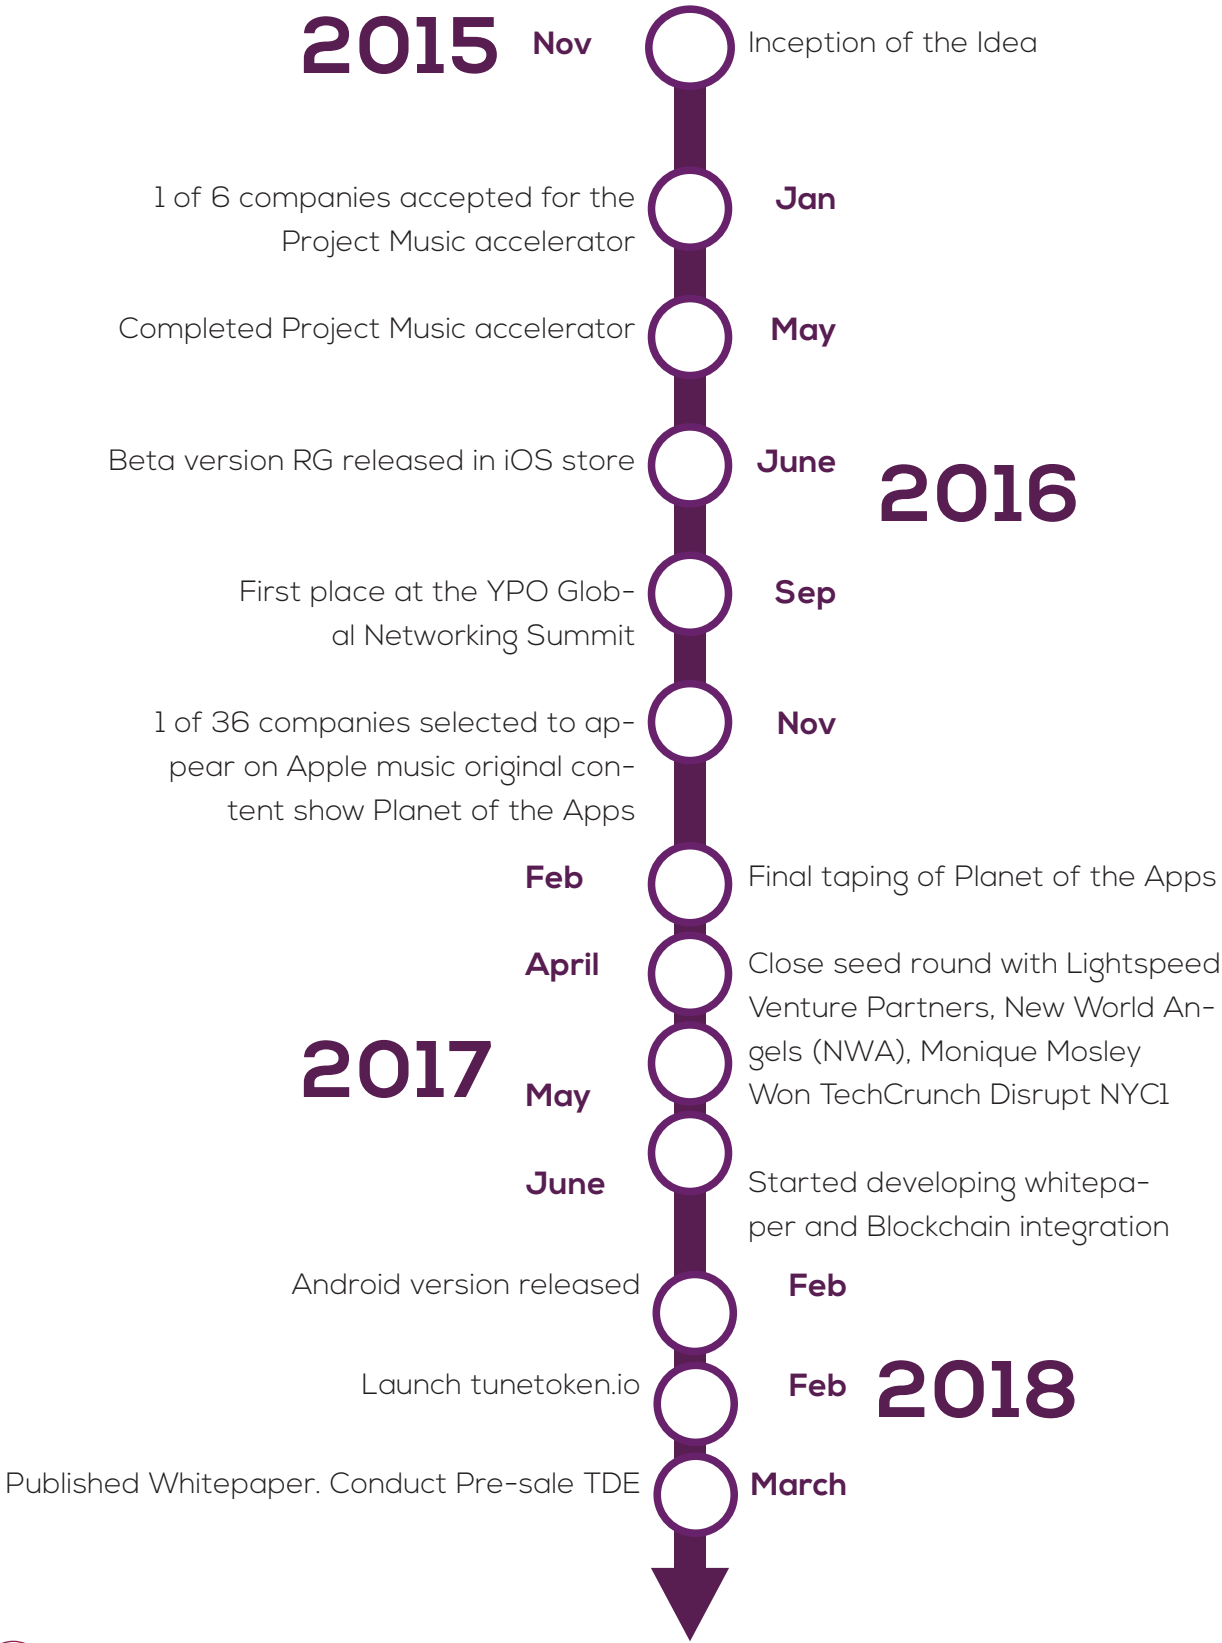 2015 Nov Inception of the Idea
1 of 6 companies accepted for the Jan
Project Music accelerator
Completed Project Music accelerator May
Beta version RG released in iOS store June
2016
First place at the YPO Glob- Sep
al Networking Summit
1 of 36 companies selected to ap- Nov
pear on Apple music original con-
tent show Planet of the Apps
Feb Final taping of Planet of the Apps
April Close seed round with Lightspeed
Venture Partners, New World An-
gels (NWA), Monique Mosley
2017
May Won TechCrunch Disrupt NYC1
June Started developing whitepa-
per and Blockchain integration
Android version released Feb
Launch tunetoken.io Feb 2018
Published Whitepaper. Conduct Pre-sale TDE March